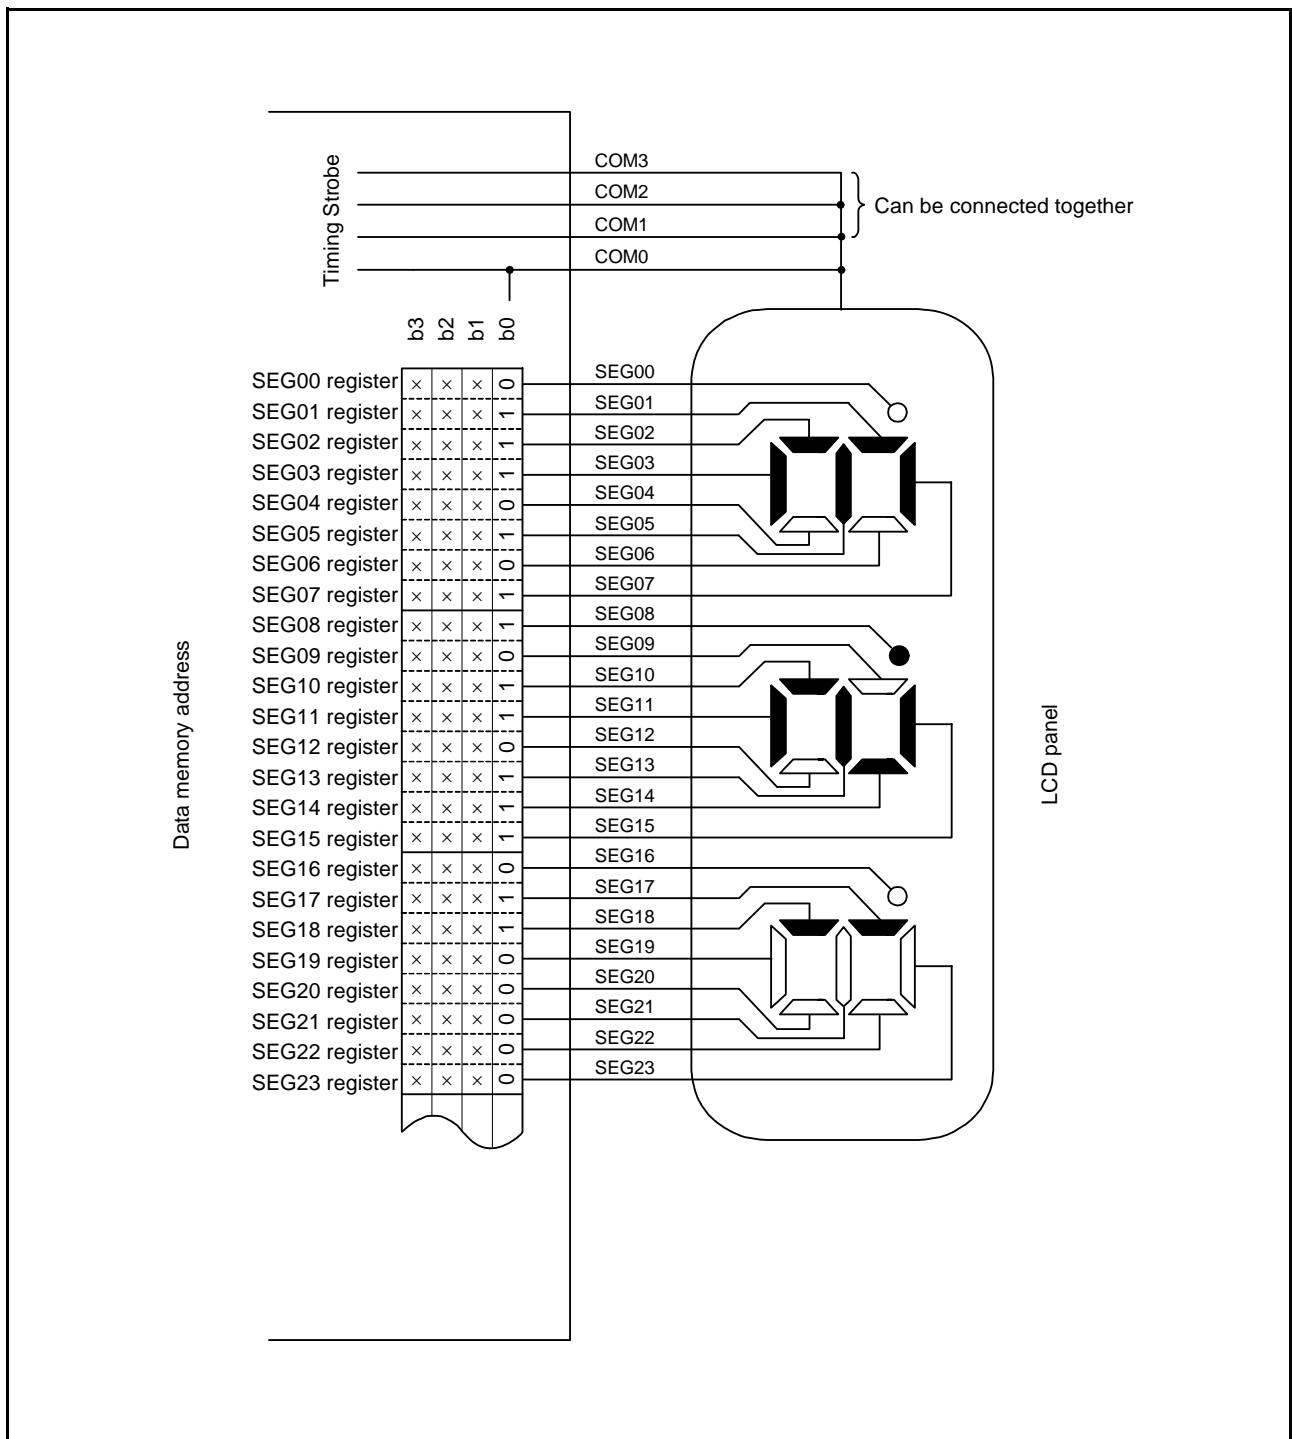 Timing Strobe
COM3
COM2
COM1
COM0
Can be connected together
b3 b2 b1 b0
SEG00 register × × × 0 SEG00
SEG01 register × × × 1 SEG01
SEG02 register × × × 1 SEG02
SEG03 register × × × 1 SEG03
SEG04 register × × × 0 SEG04
SEG05 register × × × 1 SEG05
SEG06 register × × × 0 SEG06
SEG07 register × × × 1 SEG07
SEG08 register × × × 1 SEG08
SEG09 register × × × 0 SEG09
SEG10 register × × × 1 SEG10
SEG11 register × × × 1 SEG11
SEG12 register × × × 0 SEG12
SEG13 register × × × 1 SEG13
SEG14 register × × × 1 SEG14
SEG15 register × × × 1 SEG15
SEG16 register × × × 0 SEG16
SEG17 register × × × 1 SEG17
SEG18 register × × × 1 SEG18
SEG19 register × × × 0 SEG19
SEG20 register × × × 0 SEG20
SEG21 register × × × 0 SEG21
SEG22 register × × × 0 SEG22
SEG23 register × × × 0 SEG23
Data memory address
LCD panel